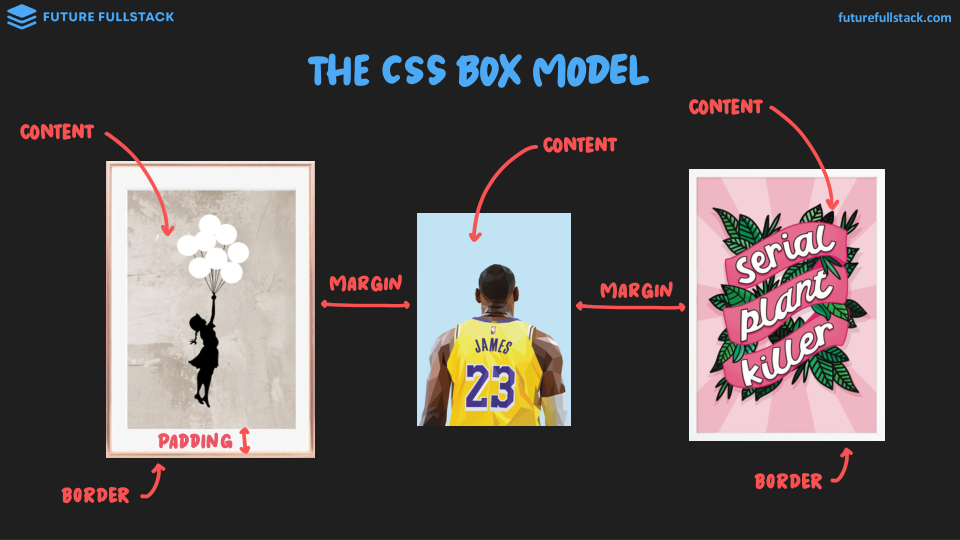 FUTURE FULLSTACK
futurefullstack.com
THE CSS BOX MODEL
CONTENT
CONTENT
CONTENT
MARGIN
MARGIN
JAMES
23
serial
plant
killer
PADDING
BORDER
BORDER